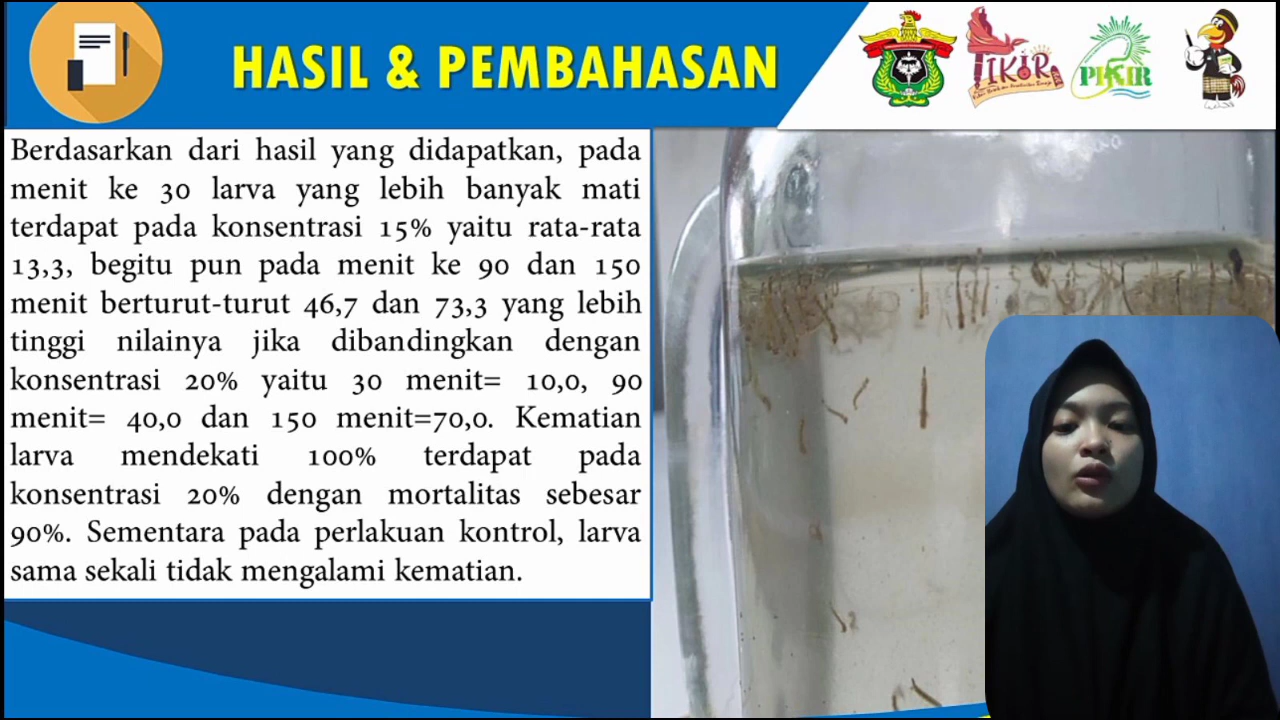 HASIL & PEMBAHASAN
Berdasarkan dari hasil yang didapatkan, pada
menit ke 30 larva yang lebih banyak mati
terdapat pada konsentrasi 15% yaitu rata-rata
13,3, begitu pun pada menit ke 90 dan 150
menit berturut-turut 46,7 dan 73,3 yang lebih
tinggi nilainya jika dibandingkan dengan
konsentrasi 20% yaitu 30 menit= 10,0, 90
menit= 40,0 dan 150 menit=70,0. Kematian
larva mendekati 100% terdapat pada
konsentrasi 20% dengan mortalitas sebesar
90%. Sementara pada perlakuan kontrol, larva
sama sekali tidak mengalami kematian.